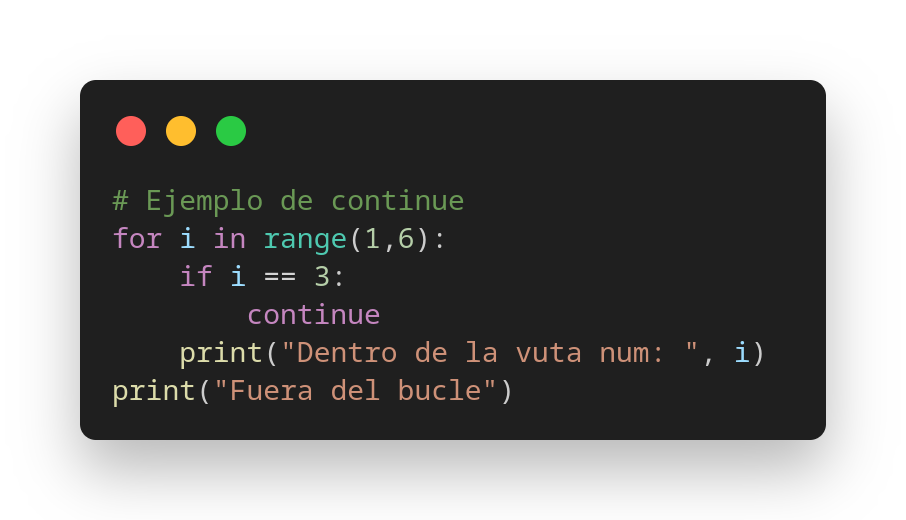 # Ejemplo de continue
for i in range(1,6):
    if i == 3:
        continue
    print("Dentro de la vuta num: ", i)
print("Fuera del bucle")